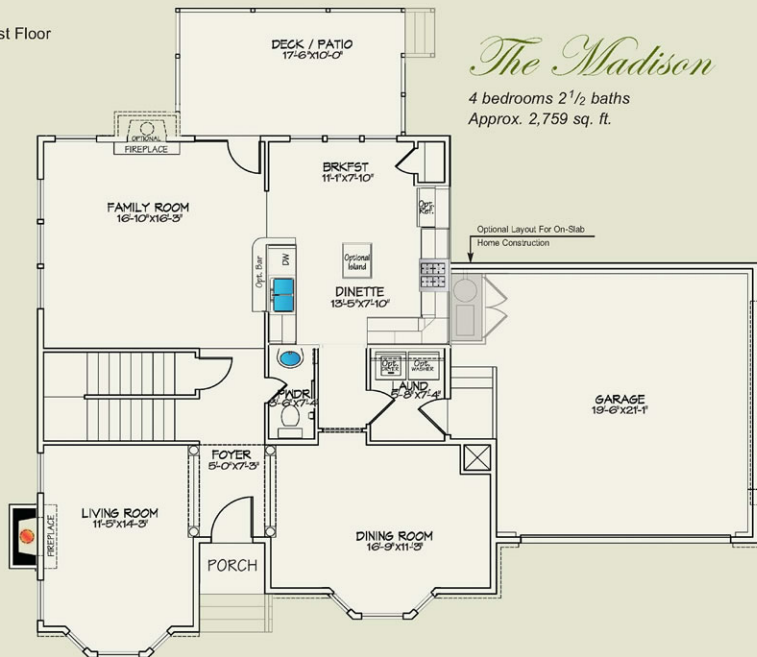 st Floor
DECK / PATIO
17'-6"X10'-0"
The Madison
4 bedrooms 2 1/2 baths
Approx. 2,759 sq. ft.
OPTIONAL
FIREPLACE
BRKFST
11'-1"X7'-10"
FAMILY ROOM
16'-10"X16'-3"
Opt. Ref.
Optional Layout For On-Slab
Home Construction
Opt. Bar
DW
Optional
Island
DINETTE
13'-5"X7'-10"
Opt.
DRYER
Opt.
WASHER
PWDR
LAUND
5'-8"X7'-4"
GARAGE
19'-6"X21'-1"
FOYER
5'-0"X7'-3"
LIVING ROOM
11'-5"X14'-3"
FIREPLACE
DINING ROOM
16'-9"X11'-3"
PORCH